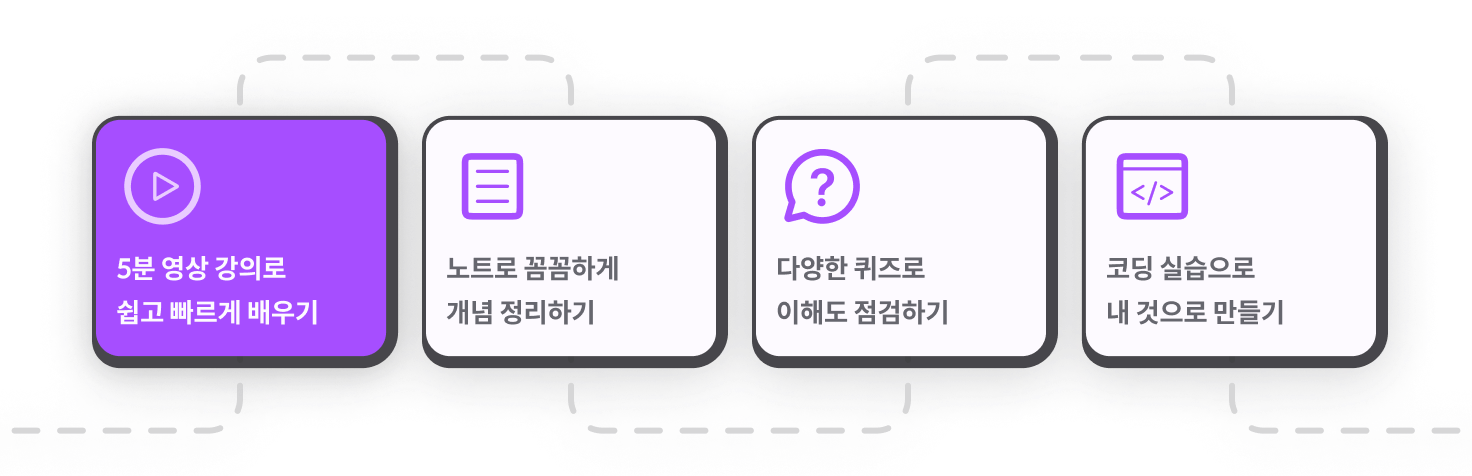 5분 영상 강의로
쉽고 빠르게 배우기
노트로 꼼꼼하게
개념 정리하기
?
다양한 퀴즈로
이해도 점검하기
</>
코딩 실습으로
내 것으로 만들기